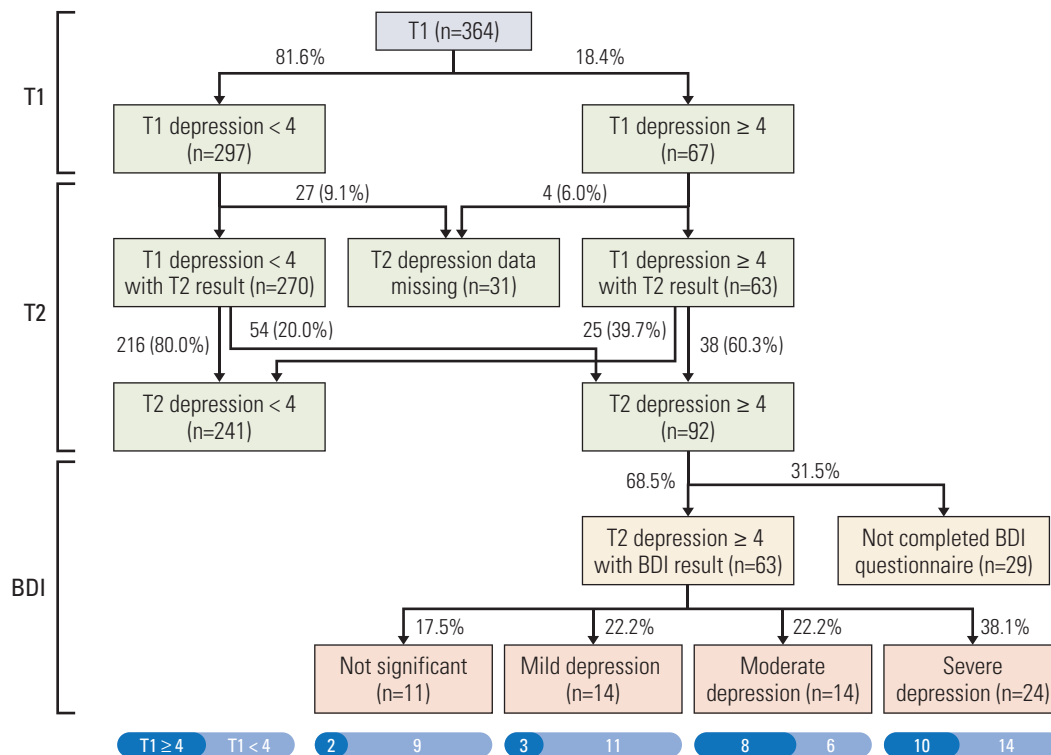 T1 (n=364)
81.6%
18.4%
T1
T1 depression < 4
(n=297)
T1 depression ≥ 4
(n=67)
27 (9.1%)
4 (6.0%)
T1 depression < 4
with T2 result (n=270)
T2 depression data
missing (n=31)
T1 depression ≥ 4
with T2 result (n=63)
T2
216 (80.0%)
54 (20.0%)
25 (39.7%)
38 (60.3%)
T2 depression < 4
(n=241)
T2 depression ≥ 4
(n=92)
68.5%
31.5%
T2 depression ≥ 4
with BDI result (n=63)
Not completed BDI
questionnaire (n=29)
BDI
17.5%
22.2%
22.2%
38.1%
Not significant
(n=11)
Mild depression
(n=14)
Moderate
depression (n=14)
Severe
depression (n=24)
T1 ≥ 4
T1 < 4
2
9
3
11
8
6
10
14